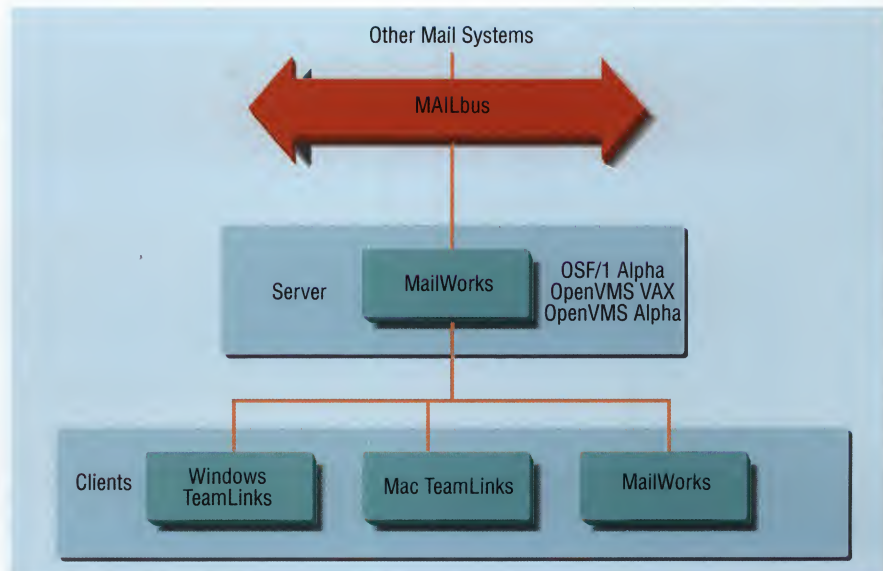 Other Mail Systems
MAILbus
Server
MailWorks
OSF/1 Alpha
OpenVMS VAX
OpenVMS Alpha
Clients
Windows
TeamLinks
Mac TeamLinks
MailWorks